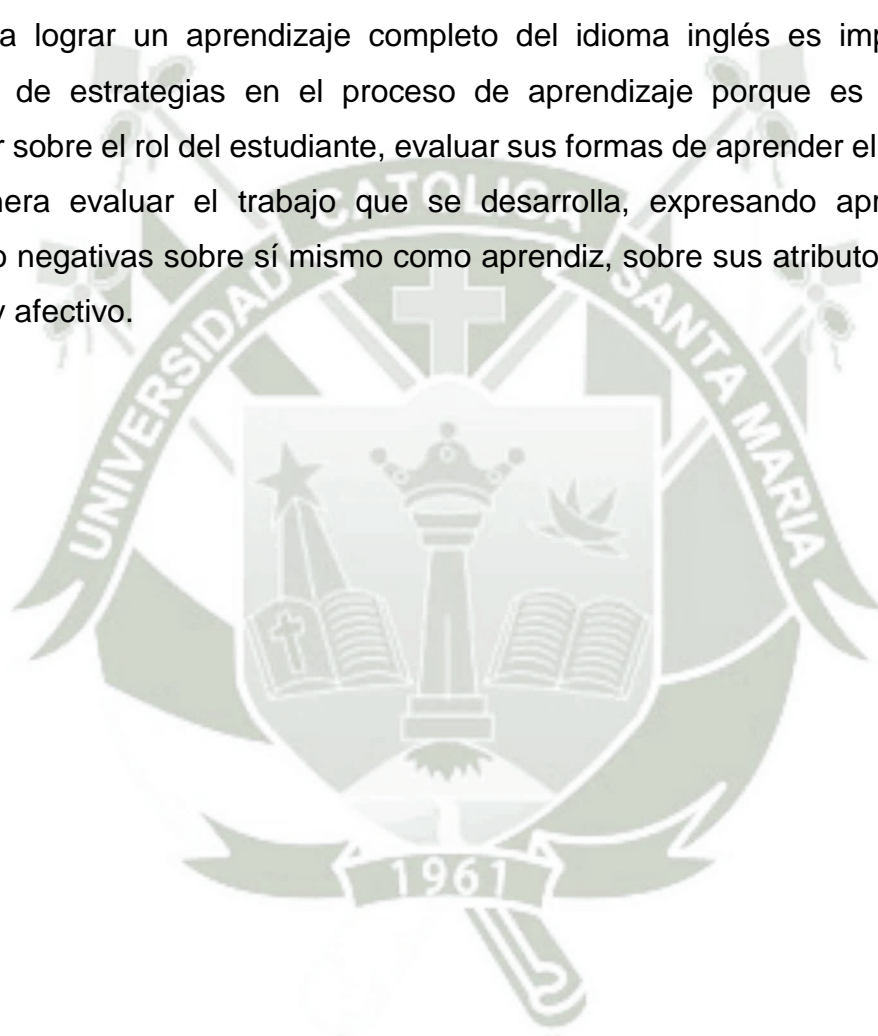 a lograr un aprendizaje completo del idioma inglés es imp
de estrategias en el proceso de aprendizaje porque es
r sobre el rol del estudiante, evaluar sus formas de aprender el
nera evaluar el trabajo que se desarrolla, expresando apr
o negativas sobre sí mismo como aprendiz, sobre sus atributo
y afectivo.
UNIVERSIDAD CATOLICA SANTA MARIA
1961